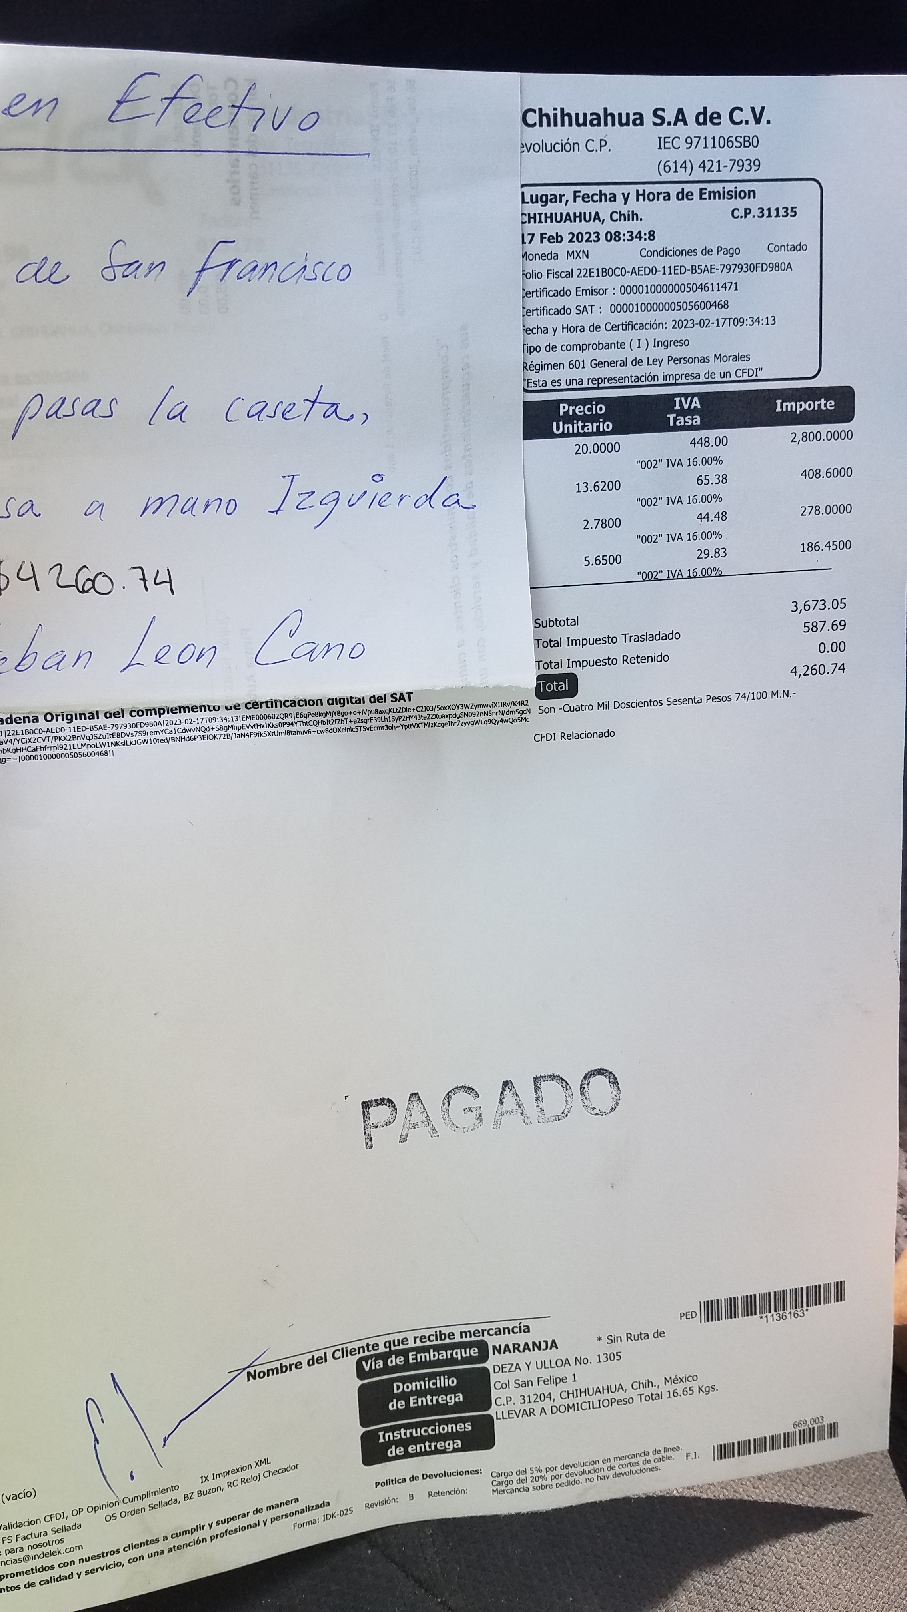 en Efectivo
de San Francisco
pasas la caseta,
sa a mano Izquierda
$4260.74
eban Leon Cano
Chihuahua S.A de C.V.
evolución C.P. IEC 971106SB0
(614) 421-7939
Lugar, Fecha y Hora de Emision
CHIHUAHUA, Chih. C.P.31135
17 Feb 2023 08:34:8
Moneda MXN Condiciones de Pago Contado
Folio Fiscal 22E1B0C0-AED0-11ED-B5AE-797930FD980A
Certificado Emisor : 00001000000504611471
Certificado SAT : 00001000000505600468
Fecha y Hora de Certificación: 2023-02-17T09:34:13
Tipo de comprobante ( I ) Ingreso
Régimen 601 General de Ley Personas Morales
"Esta es una representación impresa de un CFDI"
Precio Unitario IVA Tasa Importe
20.0000 448.00 2,800.0000
"002" IVA 16.00%
13.6200 65.38 408.6000
"002" IVA 16.00%
2.7800 44.48 278.0000
"002" IVA 16.00%
5.6500 29.83 186.4500
"002" IVA 16.00%
Subtotal 3,673.05
Total Impuesto Trasladado 587.69
Total Impuesto Retenido 0.00
Total 4,260.74
Son -Cuatro Mil Doscientos Sesenta Pesos 74/100 M.N.-
CFDI Relacionado
adena Original del complemento de certificacion digital del SAT
PAGADO
PED *1136163*
Nombre del Cliente que recibe mercancía
Vía de Embarque NARANJA * Sin Ruta de
Domicilio de Entrega DEZA Y ULLOA No. 1305
Col San Felipe 1
C.P. 31204, CHIHUAHUA, Chih., México
Instrucciones de entrega LLEVAR A DOMICILIOPeso Total 16.65 Kgs.
669,003
F.I.
Política de Devoluciones: Cargo del 5% por devolucion en mercancia de linea.
Cargo del 20% por devolucion de cortes de cable.
Mercancia sobre pedido, no hay devoluciones.
(vacio)
Validacion CFDI, OP Opinion Cumplimiento IX Imprexion XML
FS Factura Sellada OS Orden Sellada, BZ Buzon, RC Reloj Checador
para nosotros
ncias@indelek.com
prometidos con nuestros clientes a cumplir y superar de manera
ntos de calidad y servicio, con una atención profesional y personalizada
Forma: IDK-025 Revisión: B Retención: